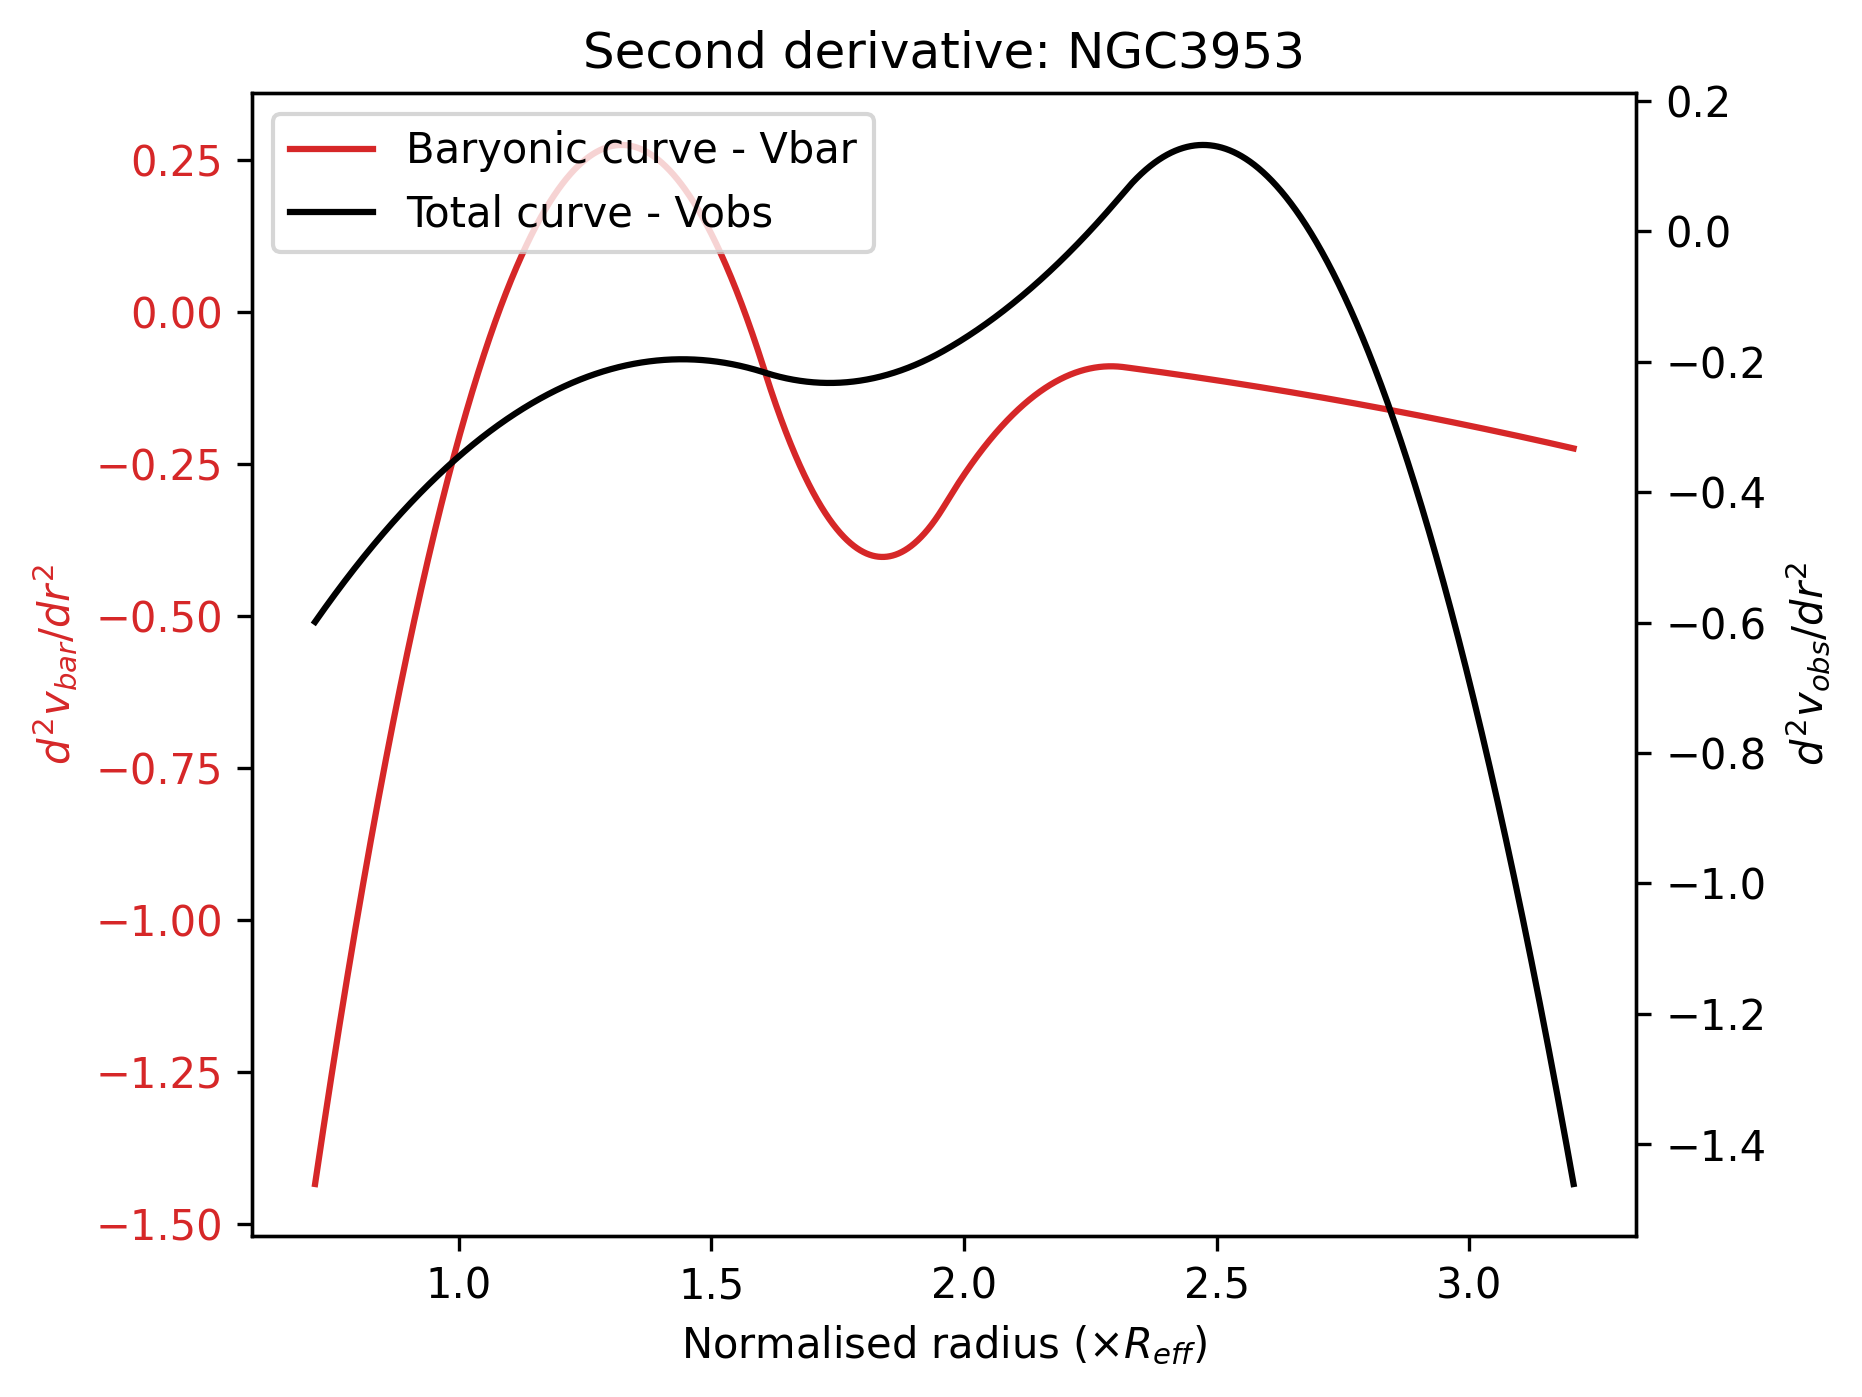 Second derivative: NGC3953
Baryonic curve - Vbar
Total curve - Vobs
0.25
0.00
−0.25
−0.50
−0.75
−1.00
−1.25
−1.50
d²v_bar/dr²
0.2
0.0
−0.2
−0.4
−0.6
−0.8
−1.0
−1.2
−1.4
d²v_obs/dr²
1.0 1.5 2.0 2.5 3.0
Normalised radius (×R_eff)